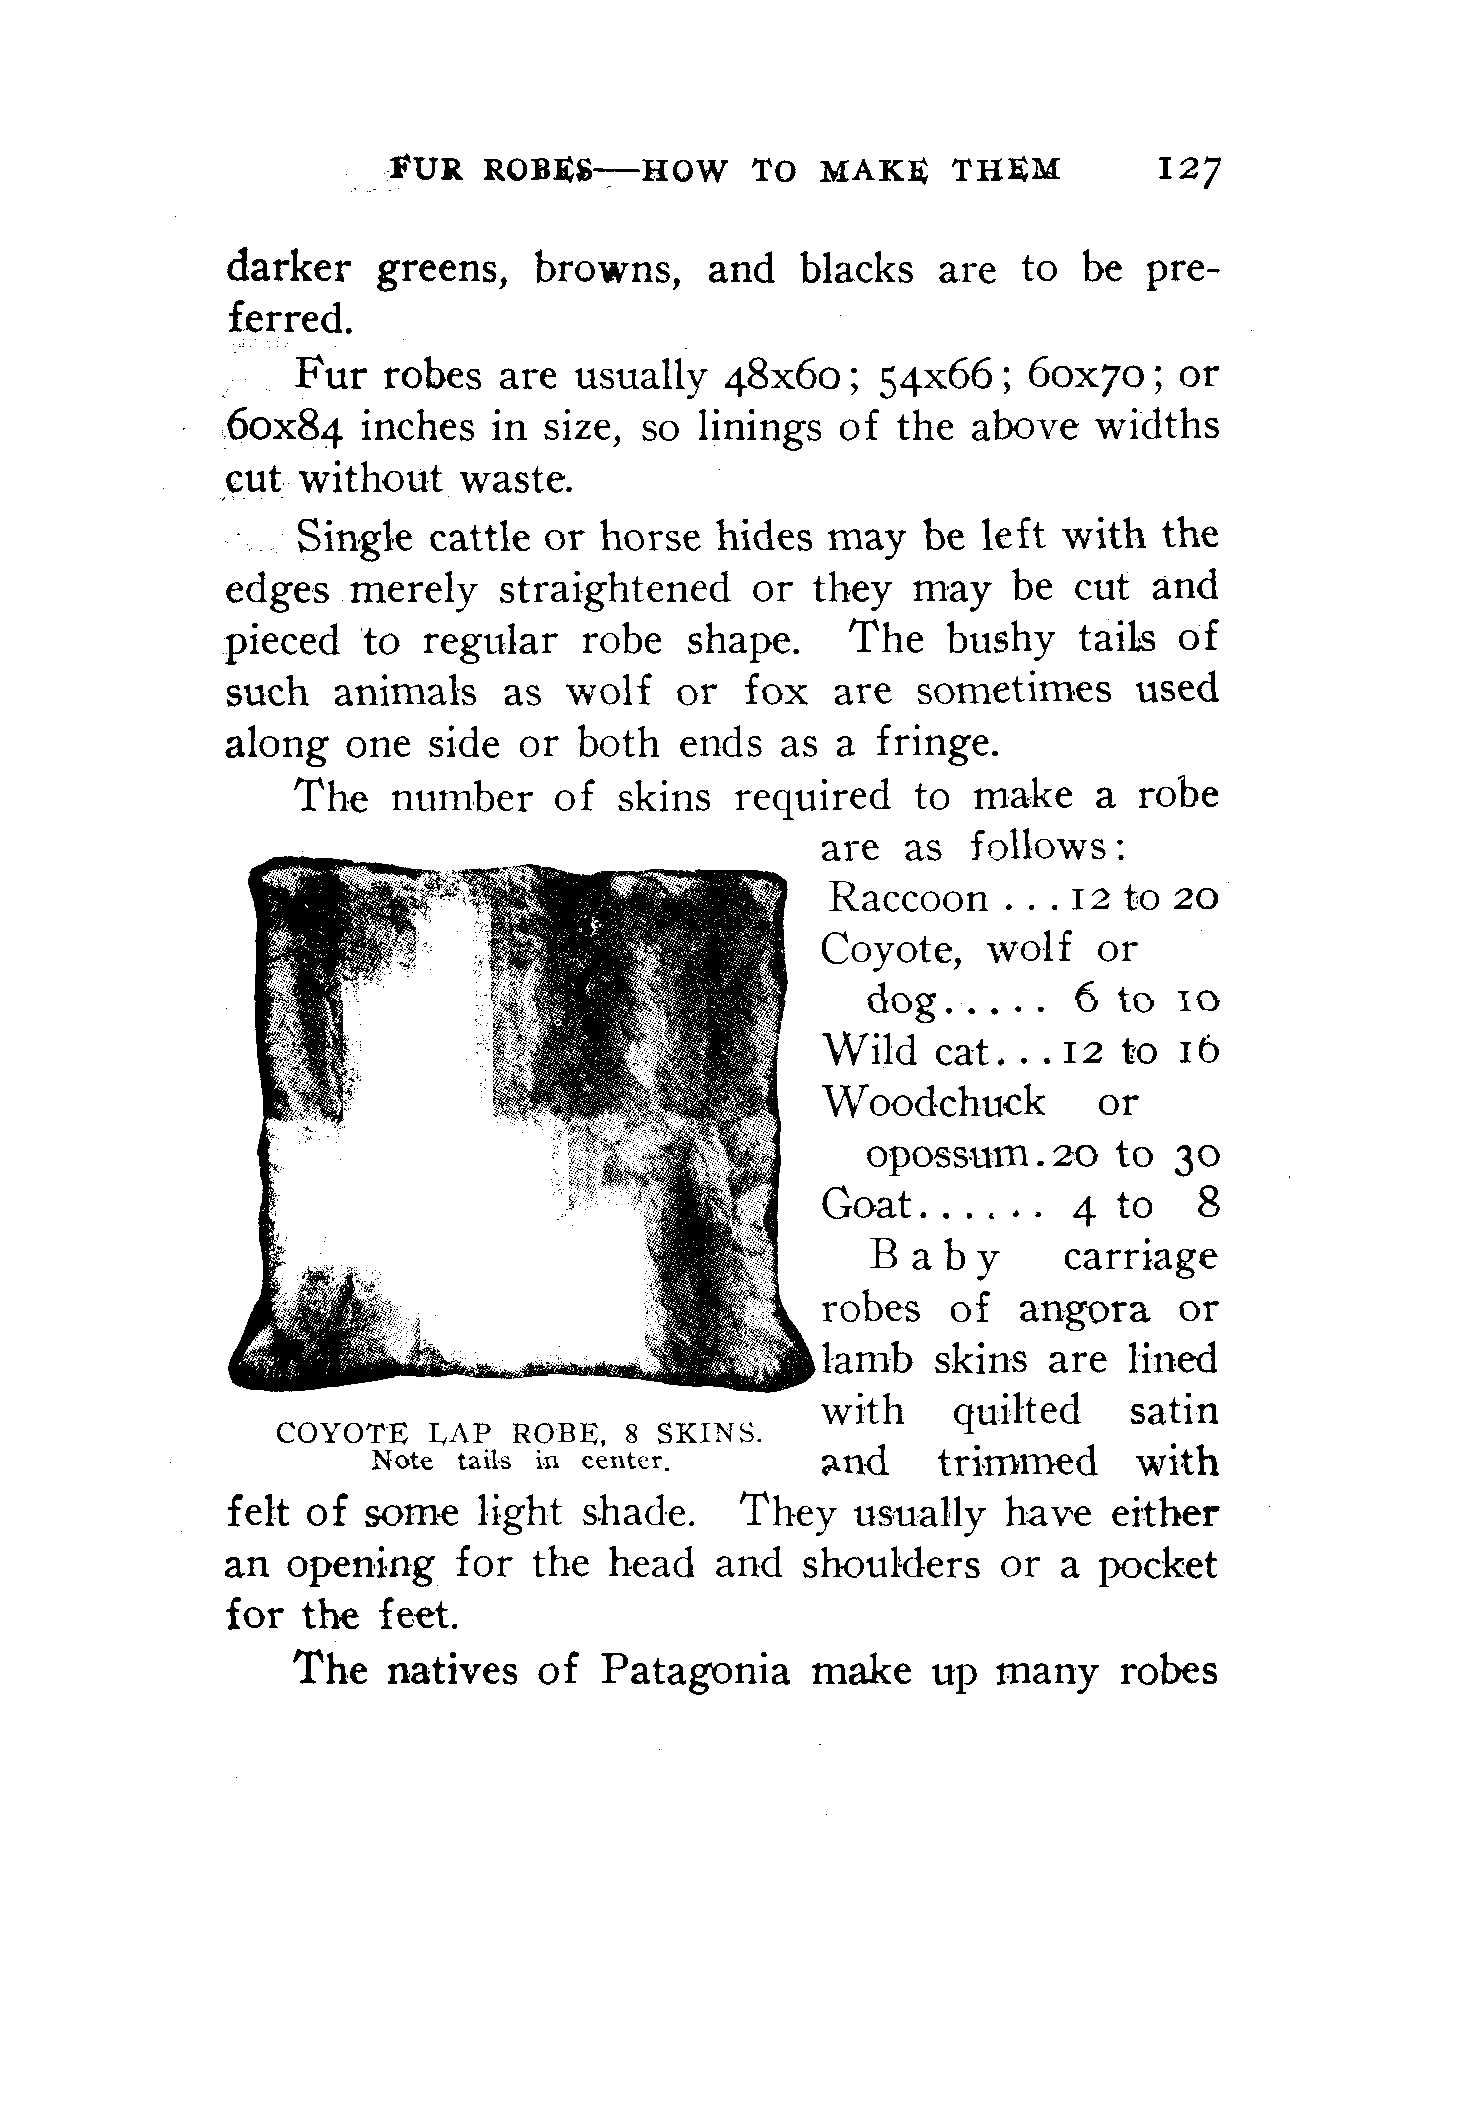 FUR ROBES—HOW TO MAKE THEM 127
darker greens, browns, and blacks are to be pre-
ferred.
Fur robes are usually 48x60; 54x66; 60x70; or
60x84 inches in size, so linings of the above widths
cut without waste.
Single cattle or horse hides may be left with the
edges merely straightened or they may be cut and
pieced to regular robe shape. The bushy tails of
such animals as wolf or fox are sometimes used
along one side or both ends as a fringe.
The number of skins required to make a robe
are as follows:
Raccoon ... 12 to 20
Coyote, wolf or
dog..... 6 to 10
Wild cat... 12 to 16
Woodchuck or
opossum. 20 to 30
Goat...... 4 to 8
Baby carriage
robes of angora or
lamb skins are lined
with quilted satin
and trimmed with
COYOTE LAP ROBE, 8 SKINS.
Note tails in center.
felt of some light shade. They usually have either
an opening for the head and shoulders or a pocket
for the feet.
The natives of Patagonia make up many robes